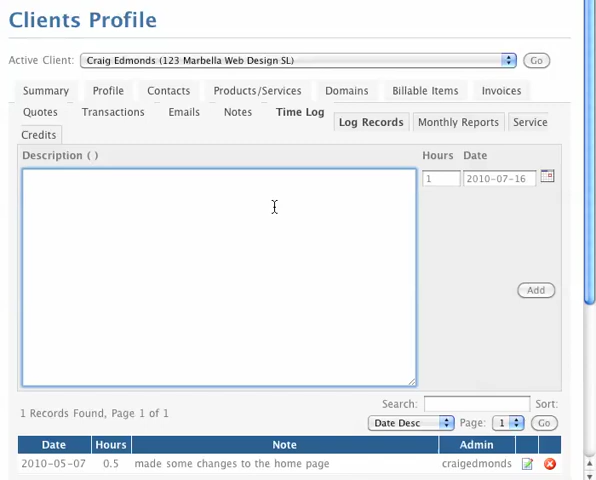 Clients Profile
Active Client: Craig Edmonds (123 Marbella Web Design SL) Go
Summary Profile Contacts Products/Services Domains Billable Items Invoices
Quotes Transactions Emails Notes Time Log Log Records Monthly Reports Service
Credits
Description ( ) Hours Date
1 2010-07-16
Add
Search: Sort:
1 Records Found, Page 1 of 1
Date Desc Page: 1 Go
Date Hours Note Admin
2010-05-07 0.5 made some changes to the home page craigedmonds